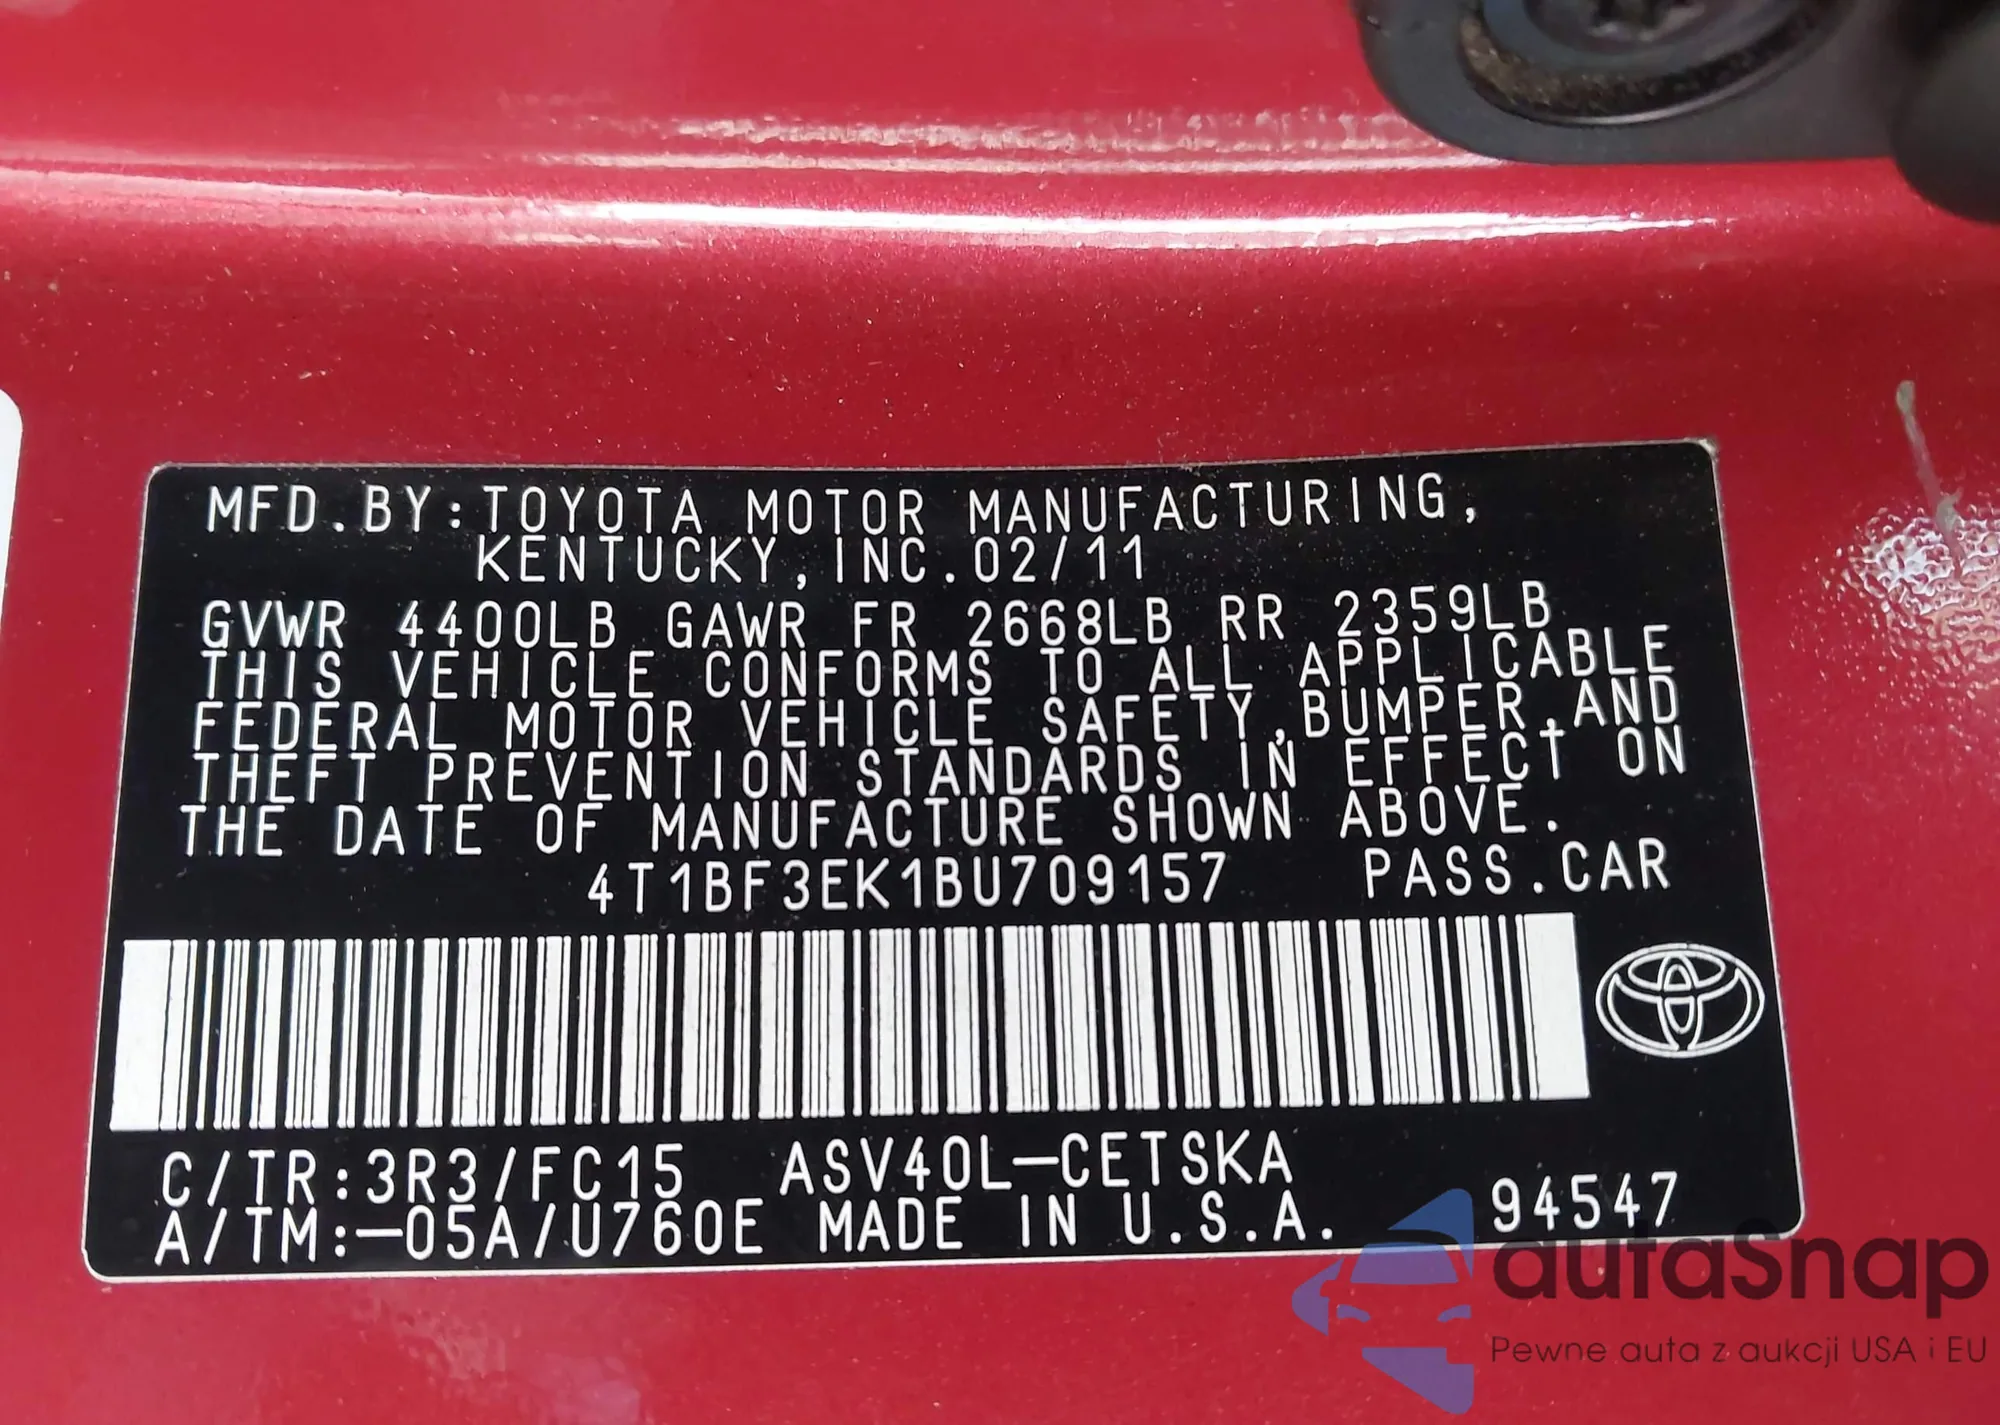 MFD.BY:TOYOTA MOTOR MANUFACTURING,
KENTUCKY,INC.02/11
GVWR 4400LB GAWR FR 2668LB RR 2359LB
THIS VEHICLE CONFORMS TO ALL APPLICABLE
FEDERAL MOTOR VEHICLE SAFETY,BUMPER,AND
THEFT PREVENTION STANDARDS IN EFFECT ON
THE DATE OF MANUFACTURE SHOWN ABOVE.
4T1BF3EK1BU709157 PASS.CAR
C/TR:3R3/FC15 ASV40L-CETSKA
A/TM:-05A/U760E MADE IN U.S.A. 94547
autaSnap
Pewne auta z aukcji USA i EU